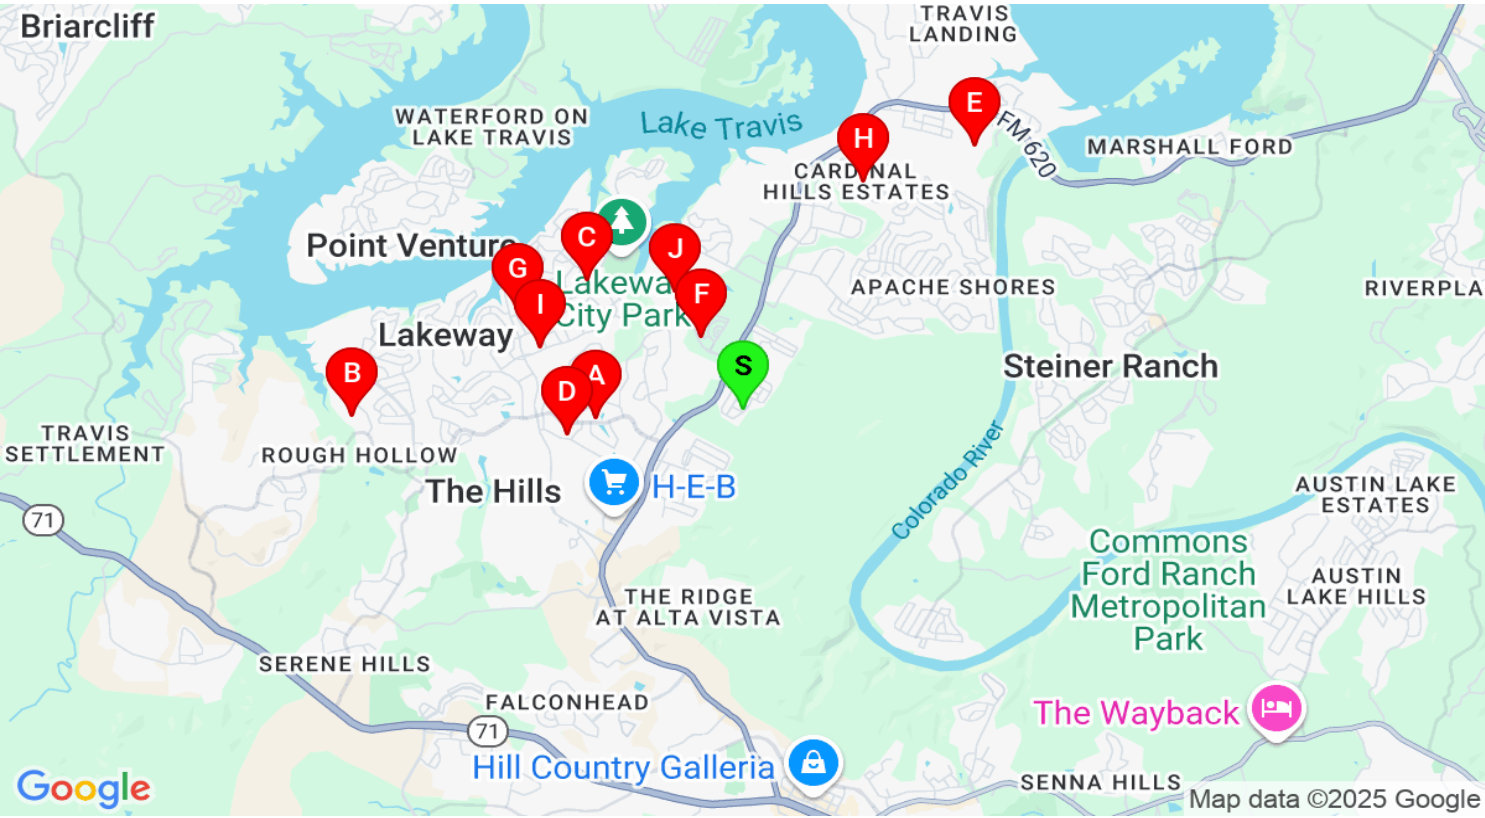 Briarcliff
TRAVIS
LANDING
WATERFORD ON
LAKE TRAVIS
Lake Travis
E
FM 620
H
MARSHALL FORD
CARDINAL
HILLS ESTATES
Point Venture
C
J
G
F
I
Lakeway
City Park
APACHE SHORES
RIVERPLA
Lakeway
B
A
D
S
Steiner Ranch
TRAVIS
SETTLEMENT
ROUGH HOLLOW
The Hills
H-E-B
Colorado River
AUSTIN LAKE
ESTATES
71
Commons
Ford Ranch
Metropolitan
Park
AUSTIN
LAKE HILLS
THE RIDGE
AT ALTA VISTA
SERENE HILLS
FALCONHEAD
71
The Wayback
Hill Country Galleria
SENNA HILLS
Google
Map data ©2025 Google